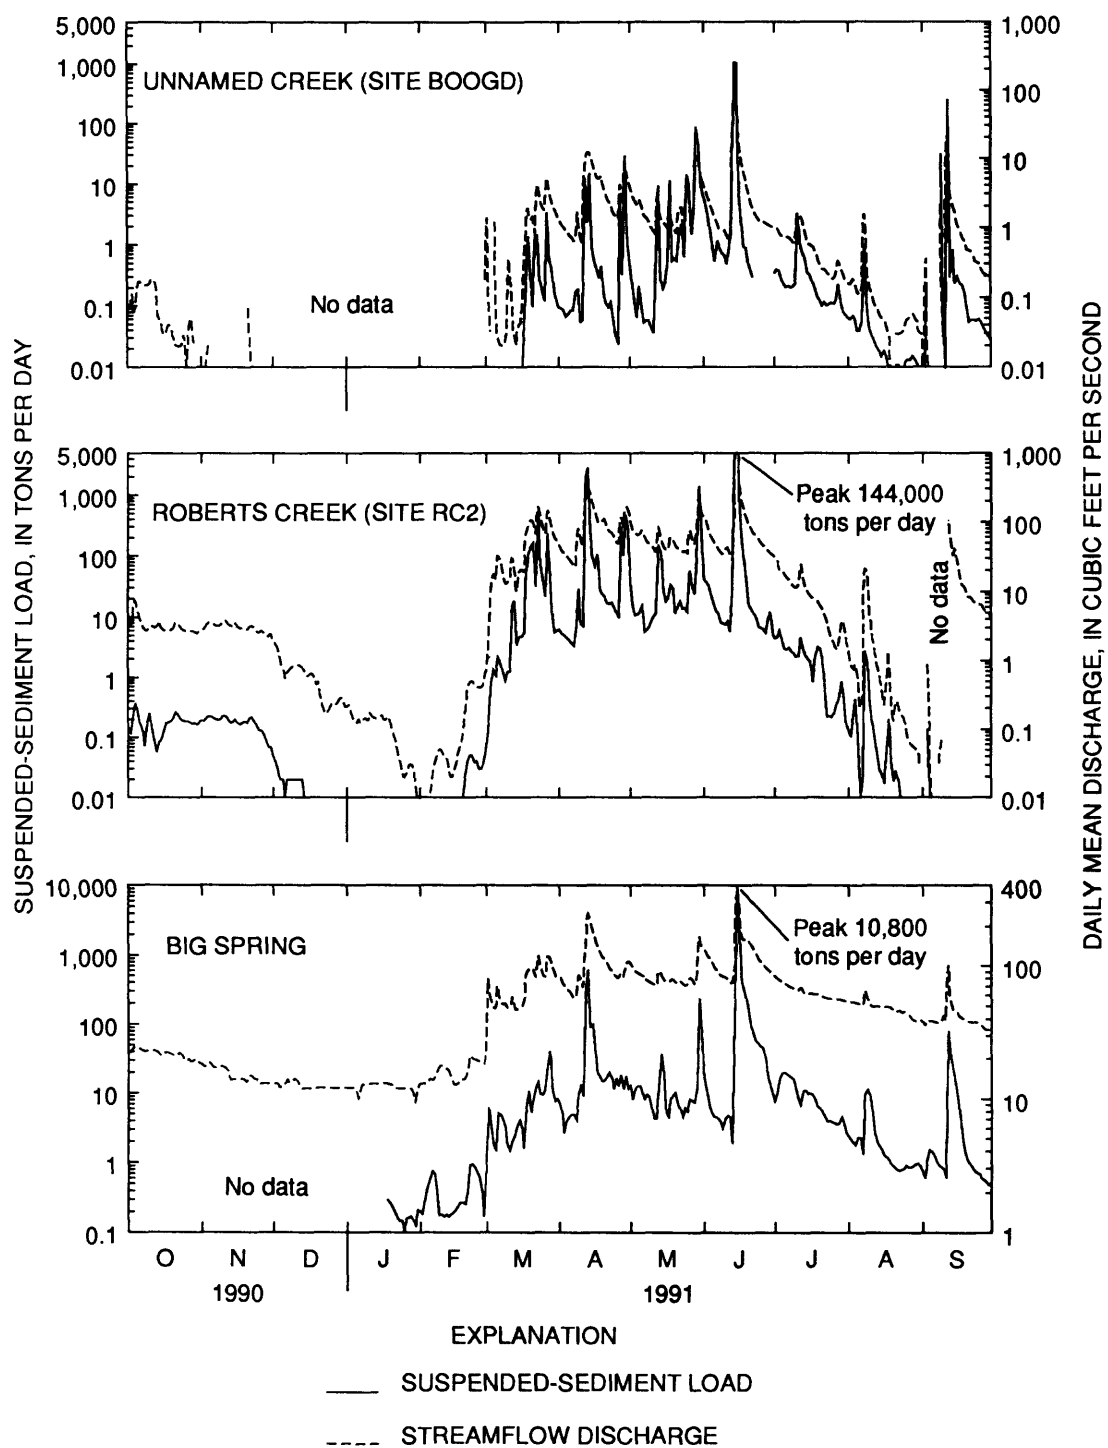 5,000
1,000
100
10
1
0.1
0.01
UNNAMED CREEK (SITE BOOGD)
No data
1,000
100
10
1
0.1
0.01
SUSPENDED-SEDIMENT LOAD, IN TONS PER DAY
DAILY MEAN DISCHARGE, IN CUBIC FEET PER SECOND
5,000
1,000
100
10
1
0.1
0.01
ROBERTS CREEK (SITE RC2)
Peak 144,000
tons per day
No data
1,000
100
10
1
0.1
0.01
10,000
1,000
100
10
1
0.1
BIG SPRING
Peak 10,800
tons per day
No data
400
100
10
1
O N D J F M A M J J A S
1990 1991
EXPLANATION
SUSPENDED-SEDIMENT LOAD
STREAMFLOW DISCHARGE